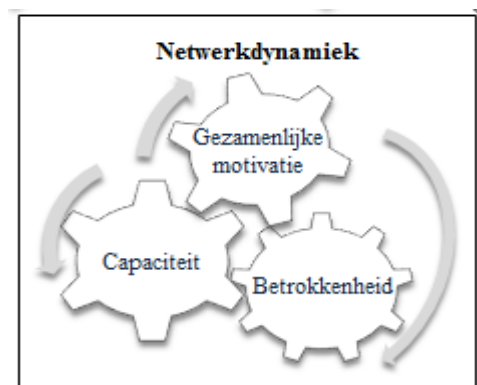 Netwerkdynamiek
Gezamenlijke
motivatie
Capaciteit
Betrokkenheid